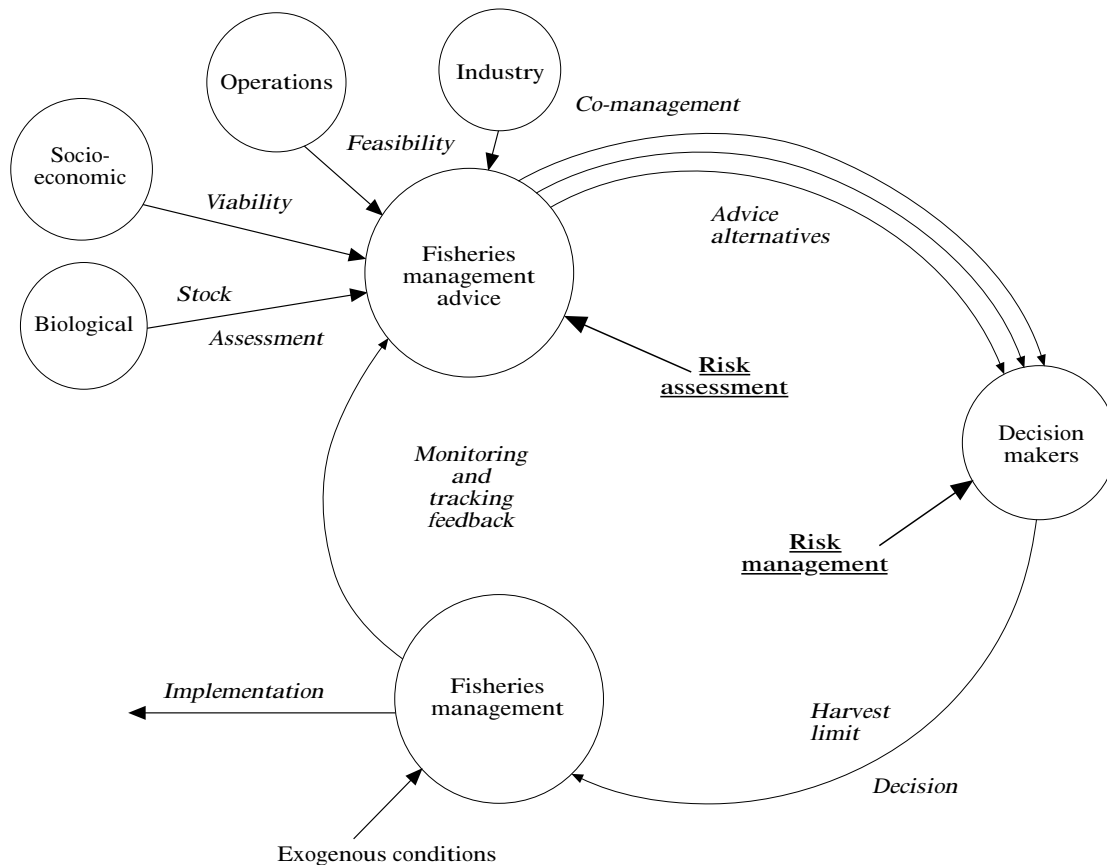 Operations
Industry
Co-management
Feasibility
Socio-
economic
Viability
Advice
alternatives
Fisheries
management
advice
Stock
Biological
Assessment
Risk
assessment
Decision
makers
Monitoring
and
tracking
feedback
Risk
management
Implementation
Fisheries
management
Harvest
limit
Decision
Exogenous conditions